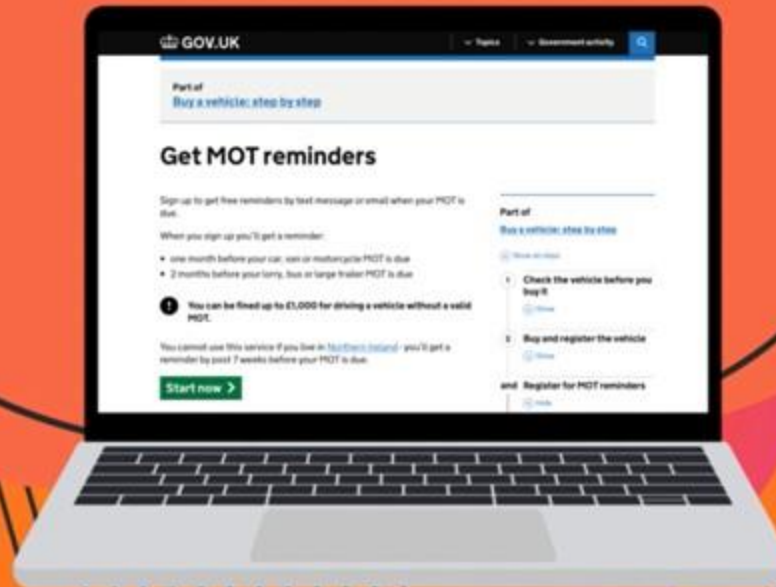 GOV.UK
Topics
Government activity
Part of
Buy a vehicle: step by step
Get MOT reminders
Sign up to get free reminders by text message or email when your MOT is
due.
When you sign up you'll get a reminder:
• one month before your car, van or motorcycle MOT is due
• 2 months before your lorry, bus or large trailer MOT is due
! You can be fined up to £1,000 for driving a vehicle without a valid
MOT.
You cannot use this service if you live in Northern Ireland - you'll get a
reminder by post 7 weeks before your MOT is due.
Start now
Part of
Buy a vehicle: step by step
Show all steps
1 Check the vehicle before you
buy it
Show
2 Buy and register the vehicle
Show
and Register for MOT reminders
Hide